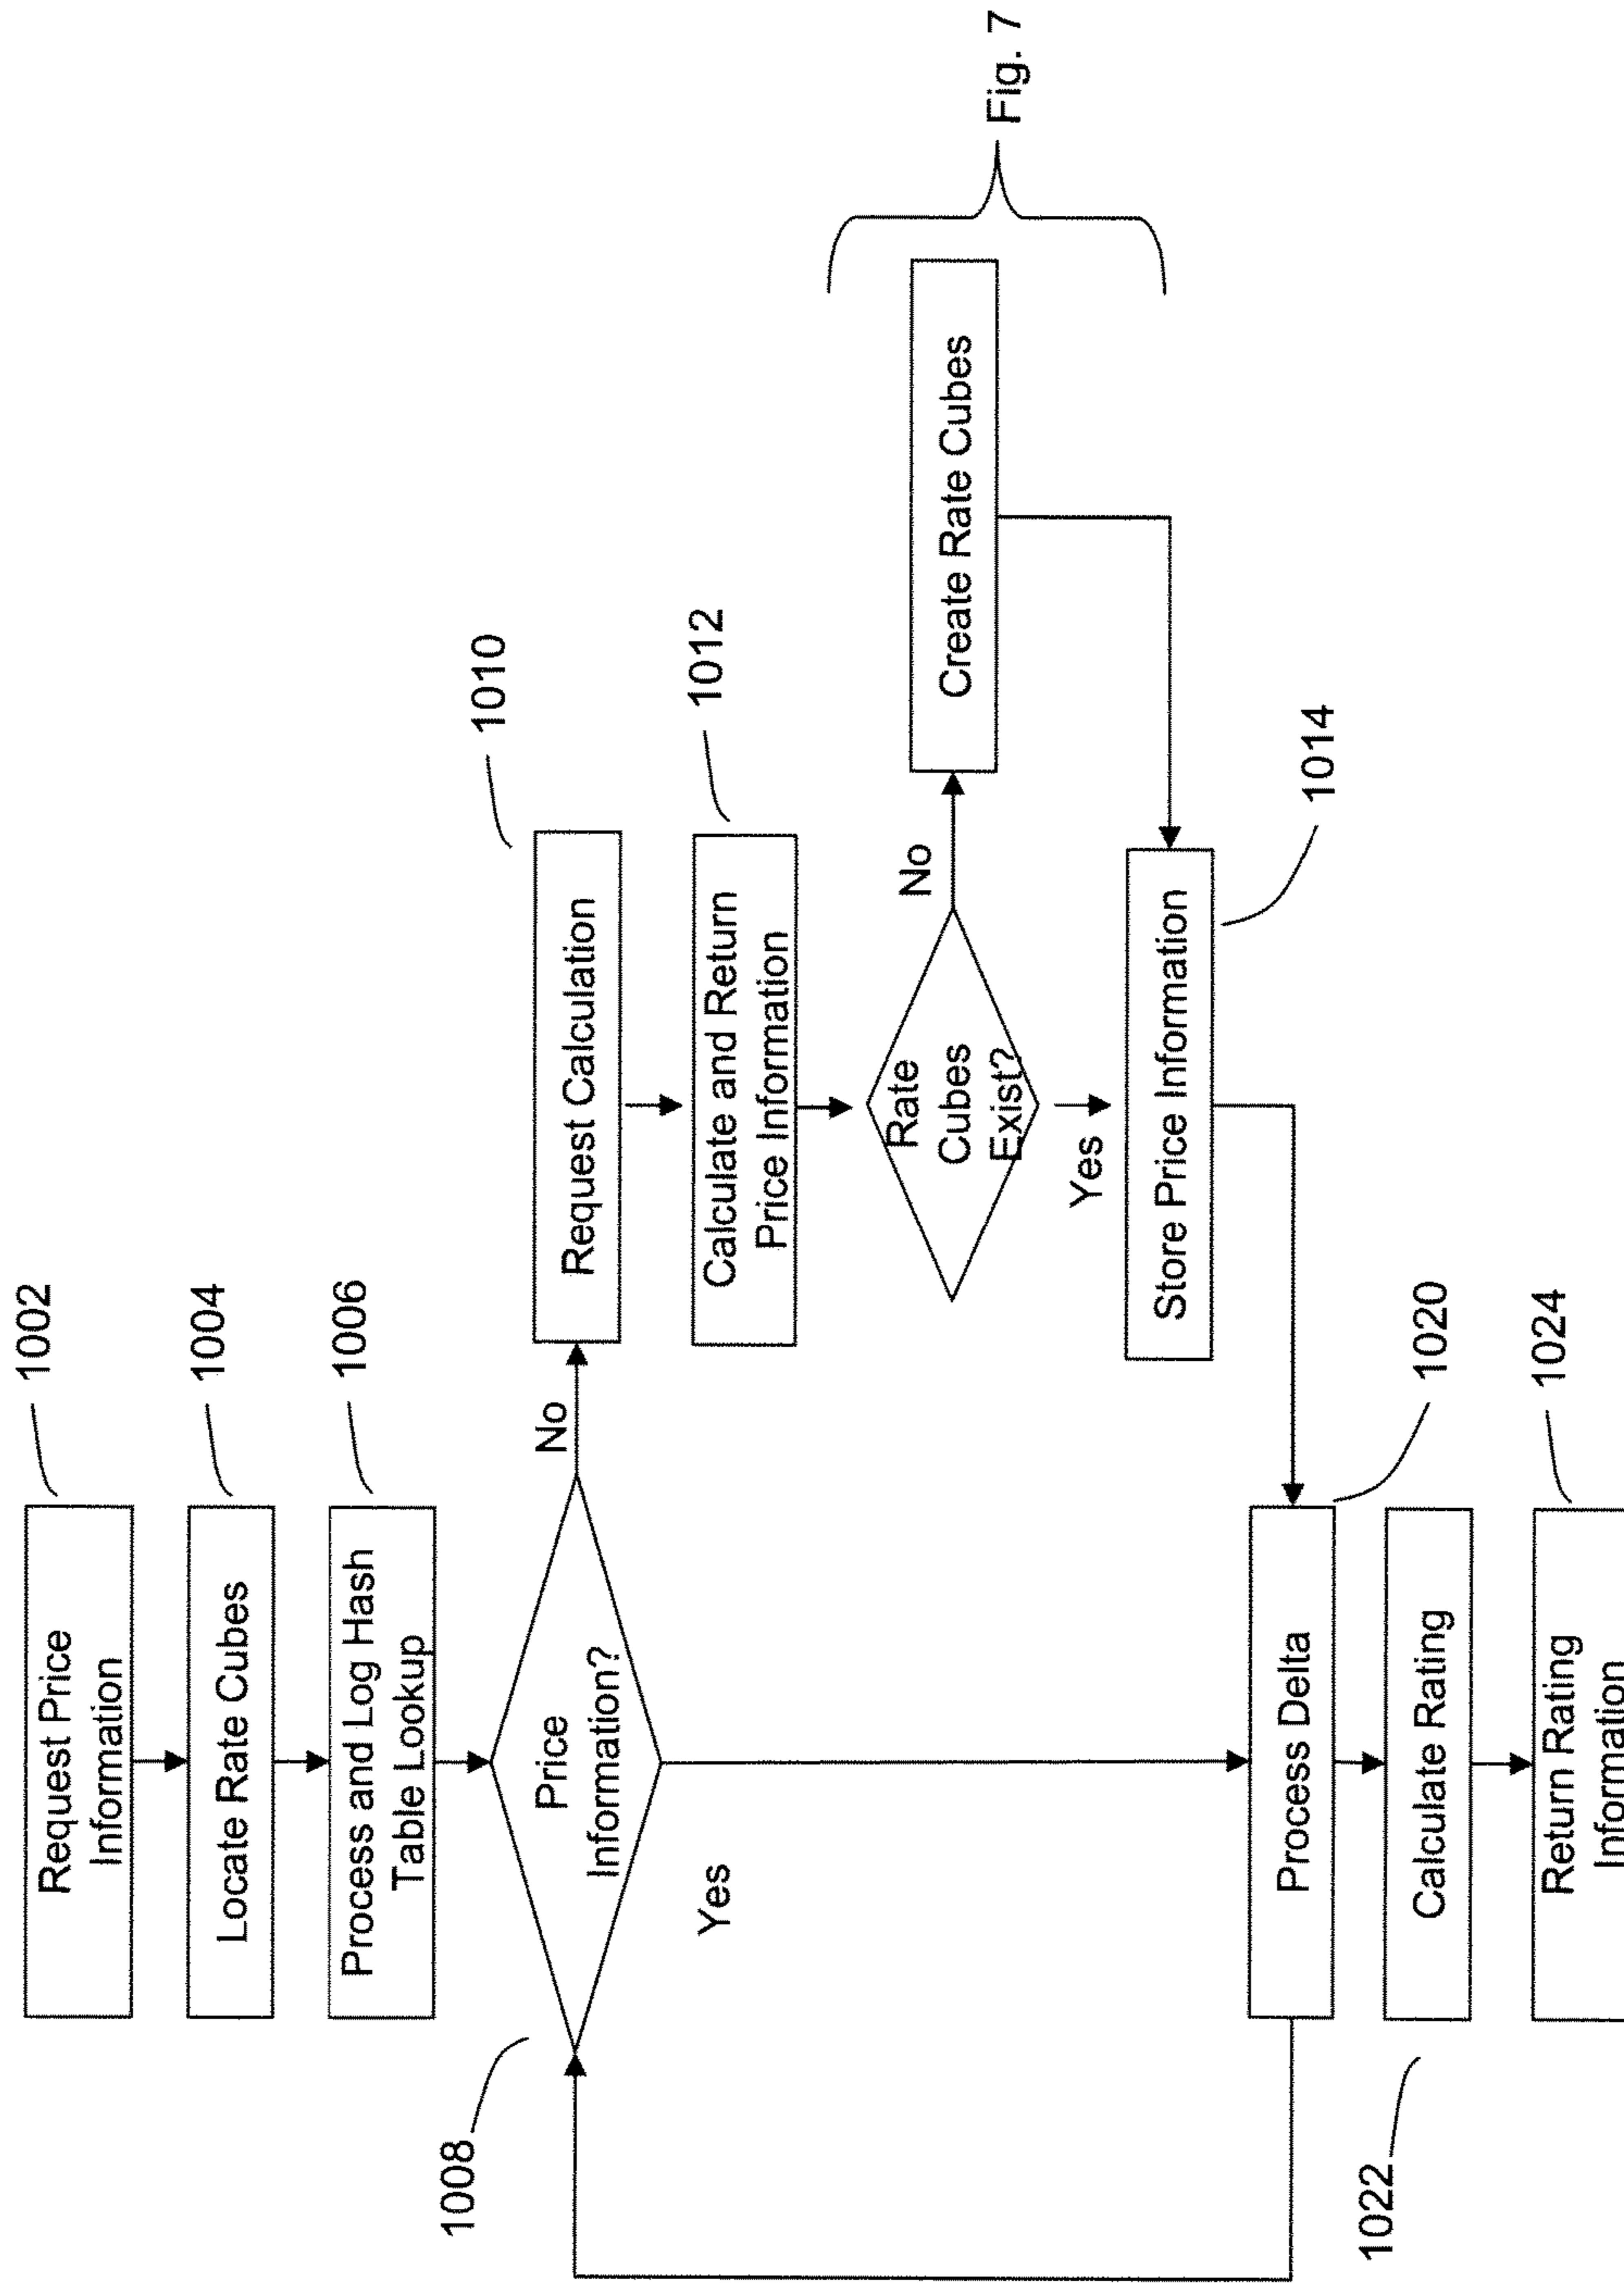 Request Price
Information
1002
Locate Rate Cubes
1004
Process and Log Hash
Table Lookup
1006
Price
Information?
1008
No
Yes
Request Calculation
1010
Calculate and Return
Price Information
1012
Rate
Cubes
Exist?
No
Yes
Create Rate Cubes
Fig. 7
Store Price Information
1014
Process Delta
1020
Calculate Rating
1022
Return Rating
Information
1024